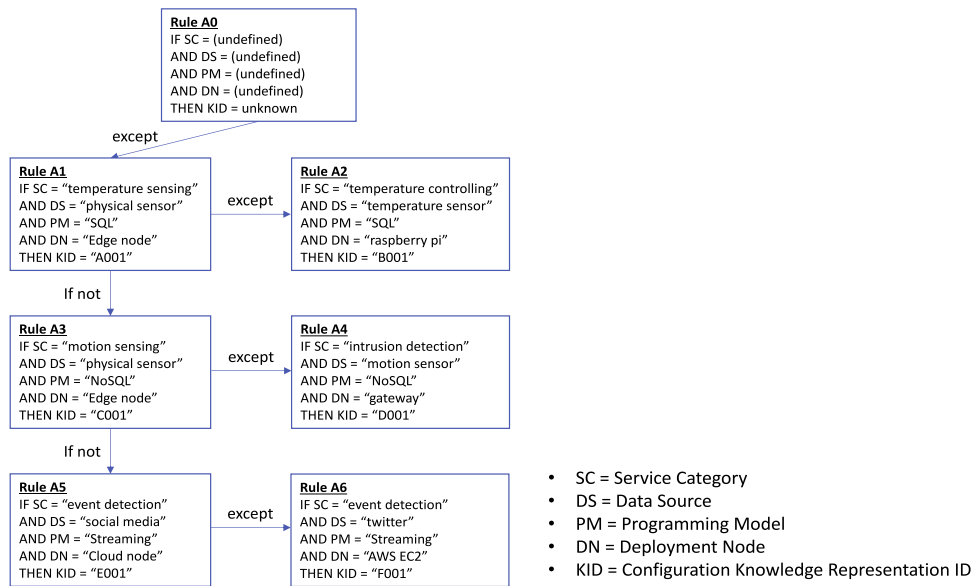 Rule A0
IF SC = (undefined)
AND DS = (undefined)
AND PM = (undefined)
AND DN = (undefined)
THEN KID = unknown
except
Rule A1
IF SC = “temperature sensing”
AND DS = “physical sensor”
AND PM = “SQL”
AND DN = “Edge node”
THEN KID = “A001”
except
Rule A2
IF SC = “temperature controlling”
AND DS = “temperature sensor”
AND PM = “SQL”
AND DN = “raspberry pi”
THEN KID = “B001”
If not
Rule A3
IF SC = “motion sensing”
AND DS = “physical sensor”
AND PM = “NoSQL”
AND DN = “Edge node”
THEN KID = “C001”
except
Rule A4
IF SC = “intrusion detection”
AND DS = “motion sensor”
AND PM = “NoSQL”
AND DN = “gateway”
THEN KID = “D001”
If not
Rule A5
IF SC = “event detection”
AND DS = “social media”
AND PM = “Streaming”
AND DN = “Cloud node”
THEN KID = “E001”
except
Rule A6
IF SC = “event detection”
AND DS = “twitter”
AND PM = “Streaming”
AND DN = “AWS EC2”
THEN KID = “F001”
• SC = Service Category
• DS = Data Source
• PM = Programming Model
• DN = Deployment Node
• KID = Configuration Knowledge Representation ID